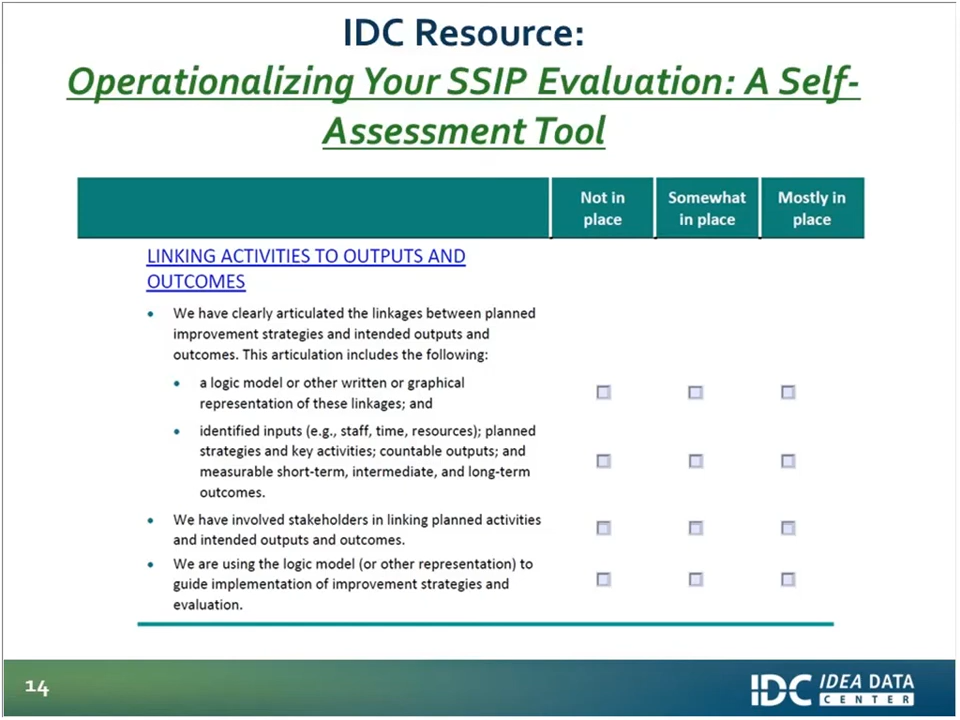 IDC Resource:
Operationalizing Your SSIP Evaluation: A Self-
Assessment Tool
Not in
place
Somewhat
in place
Mostly in
place
LINKING ACTIVITIES TO OUTPUTS AND
OUTCOMES
• We have clearly articulated the linkages between planned
improvement strategies and intended outputs and
outcomes. This articulation includes the following:
• a logic model or other written or graphical
representation of these linkages; and
• identified inputs (e.g., staff, time, resources); planned
strategies and key activities; countable outputs; and
measurable short-term, intermediate, and long-term
outcomes.
• We have involved stakeholders in linking planned activities
and intended outputs and outcomes.
• We are using the logic model (or other representation) to
guide implementation of improvement strategies and
evaluation.
14
IDC IDEA DATA
CENTER